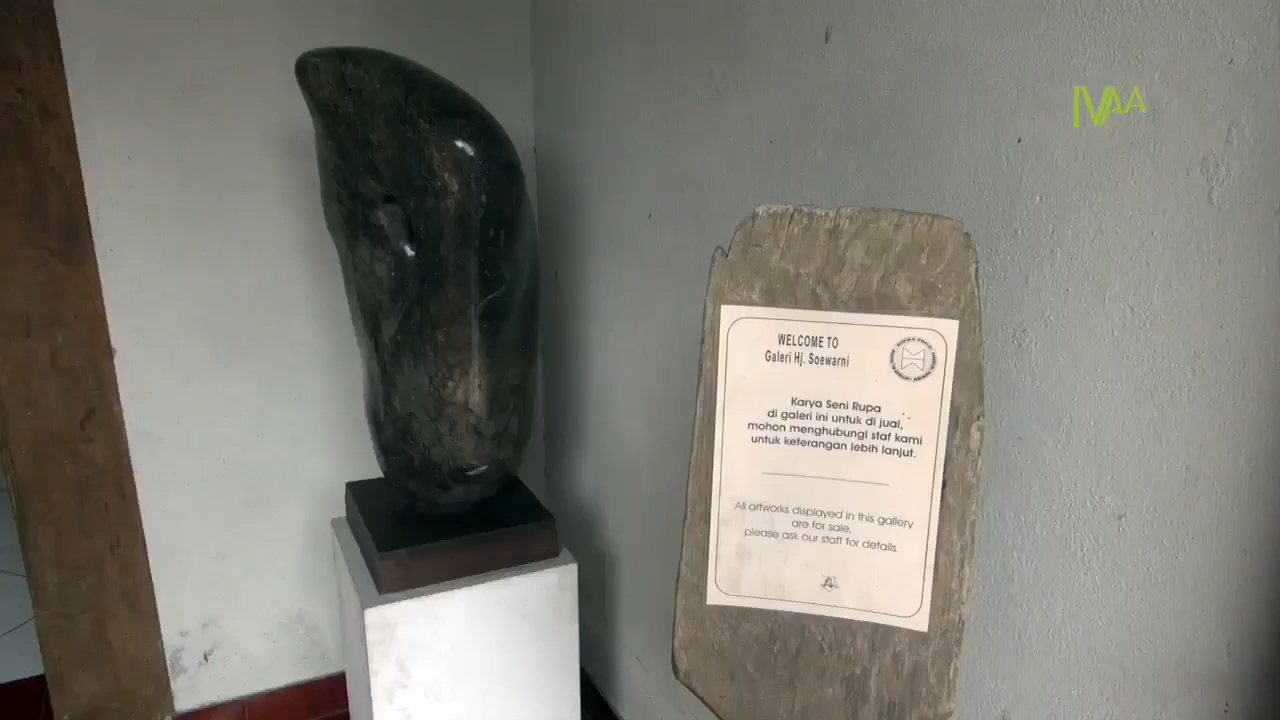 IVAA
WELCOME TO
Galeri Hj. Soewarni
Karya Seni Rupa
di galeri ini untuk di jual,
mohon menghubungi staf kami
untuk keterangan lebih lanjut.
All artworks displayed in this gallery
are for sale,
please ask our staff for details.